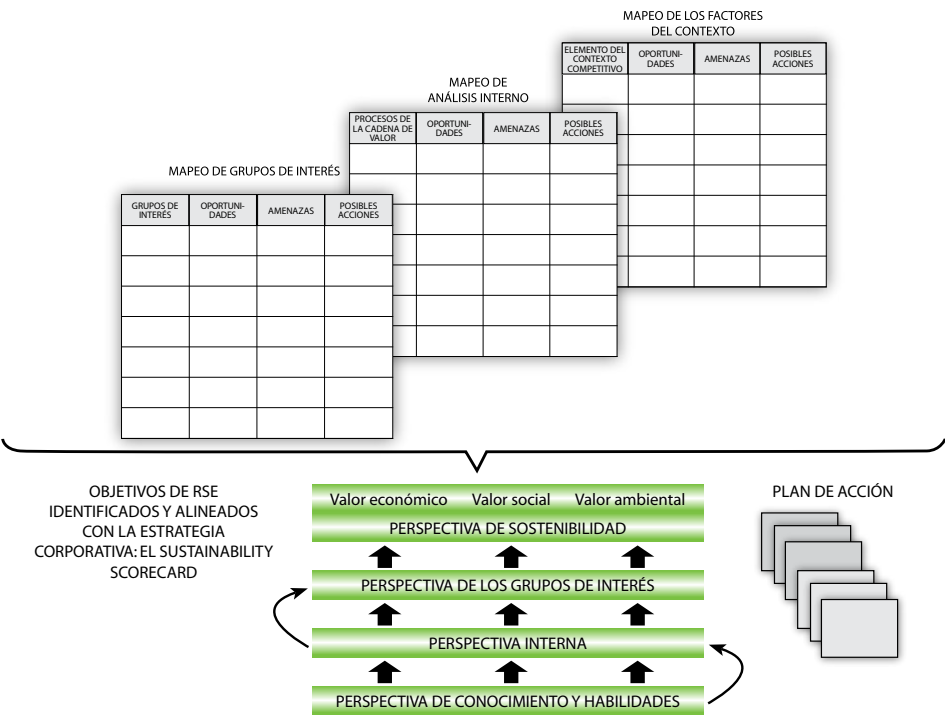 MAPEO DE LOS FACTORES
DEL CONTEXTO
ELEMENTO DEL
CONTEXTO
COMPETITIVO
OPORTUNI-
DADES
AMENAZAS
POSIBLES
ACCIONES
MAPEO DE
ANÁLISIS INTERNO
PROCESOS DE
LA CADENA DE
VALOR
OPORTUNI-
DADES
AMENAZAS
POSIBLES
ACCIONES
MAPEO DE GRUPOS DE INTERÉS
GRUPOS DE
INTERÉS
OPORTUNI-
DADES
AMENAZAS
POSIBLES
ACCIONES
OBJETIVOS DE RSE
IDENTIFICADOS Y ALINEADOS
CON LA ESTRATEGIA
CORPORATIVA: EL SUSTAINABILITY
SCORECARD
Valor económico Valor social Valor ambiental
PERSPECTIVA DE SOSTENIBILIDAD
PERSPECTIVA DE LOS GRUPOS DE INTERÉS
PERSPECTIVA INTERNA
PERSPECTIVA DE CONOCIMIENTO Y HABILIDADES
PLAN DE ACCIÓN